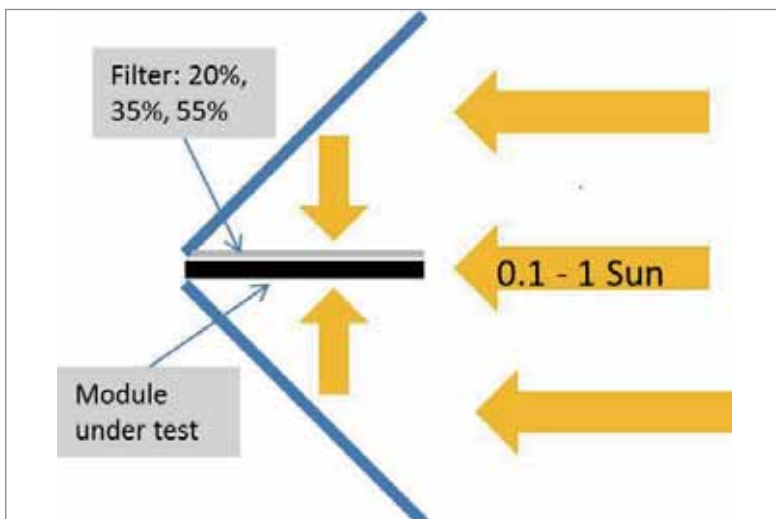 Filter: 20%,
35%, 55%
0.1 - 1 Sun
Module
under test